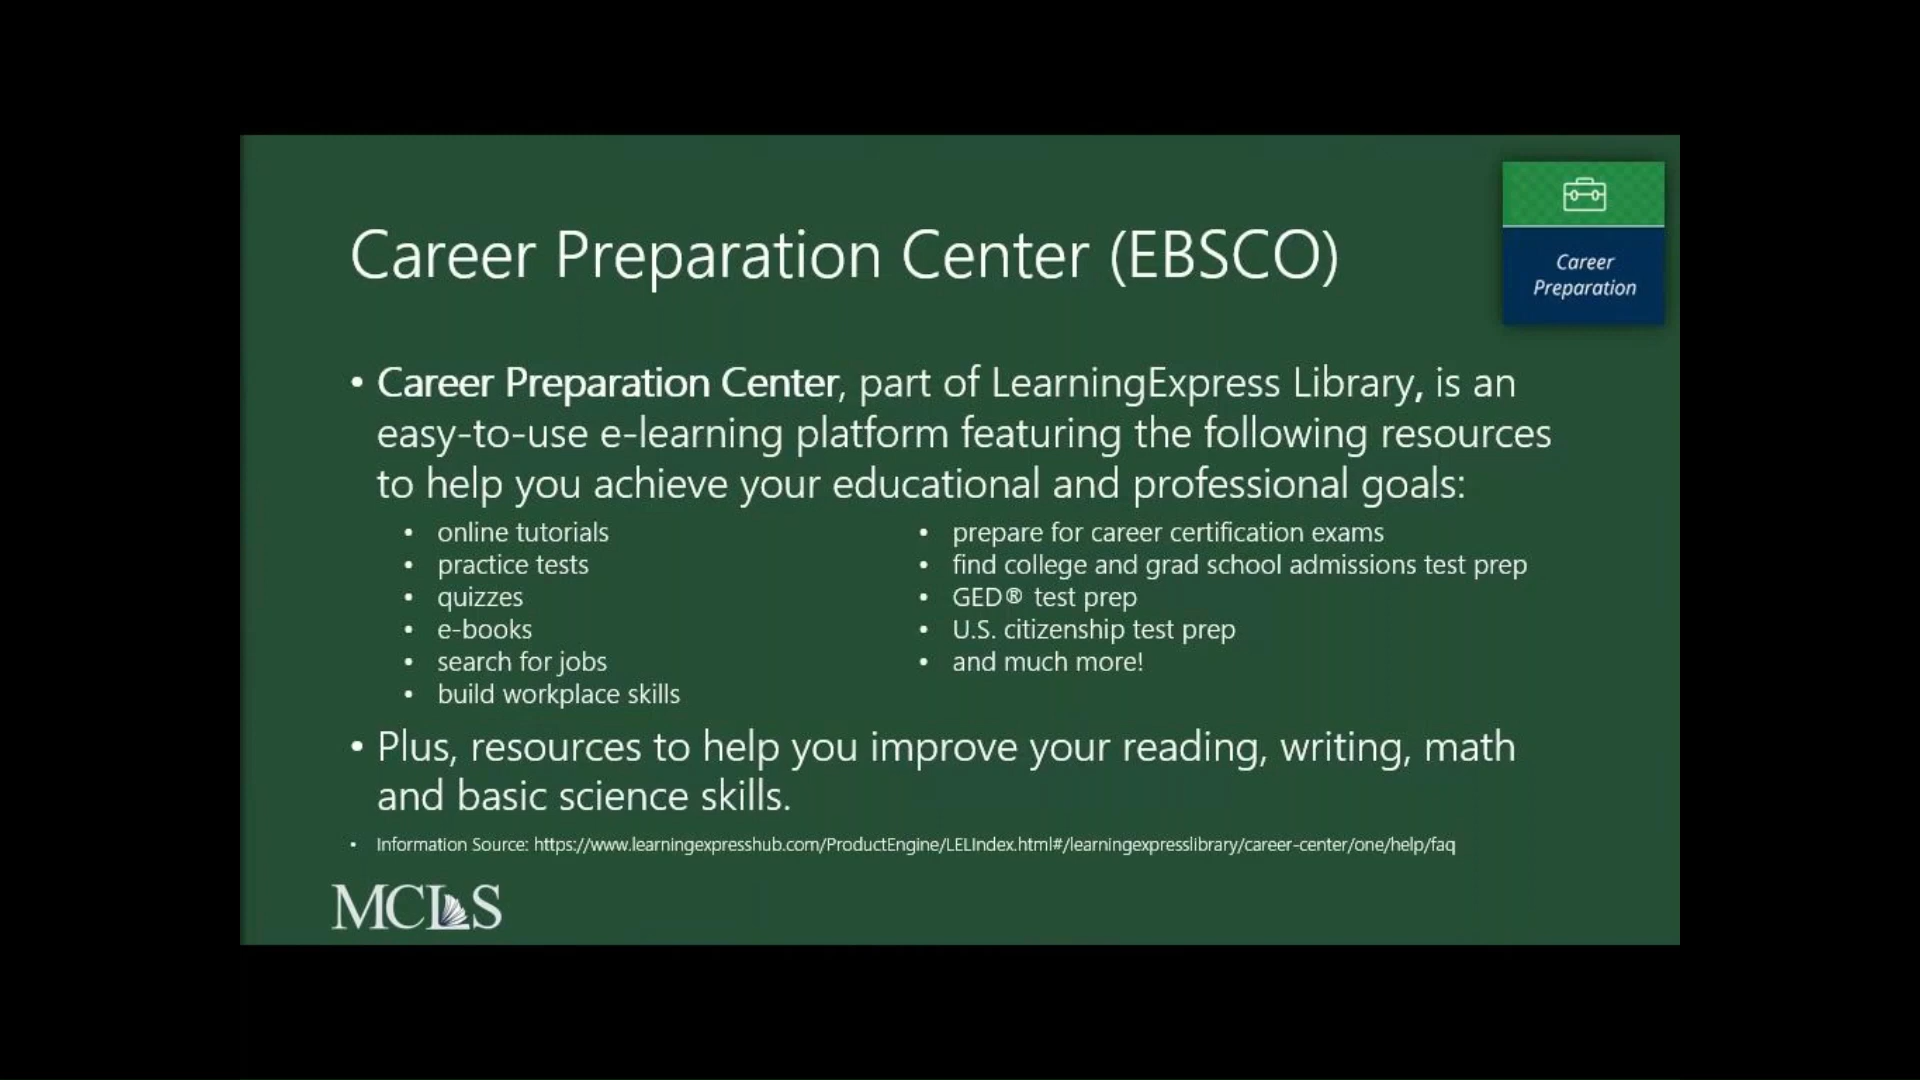 Career Preparation Center (EBSCO)
Career
Preparation
• Career Preparation Center, part of LearningExpress Library, is an
easy-to-use e-learning platform featuring the following resources
to help you achieve your educational and professional goals:
• online tutorials
• practice tests
• quizzes
• e-books
• search for jobs
• build workplace skills
• prepare for career certification exams
• find college and grad school admissions test prep
• GED® test prep
• U.S. citizenship test prep
• and much more!
• Plus, resources to help you improve your reading, writing, math
and basic science skills.
• Information Source: https://www.learningexpresshub.com/ProductEngine/LELIndex.html#/learningexpresslibrary/career-center/one/help/faq
MCLS